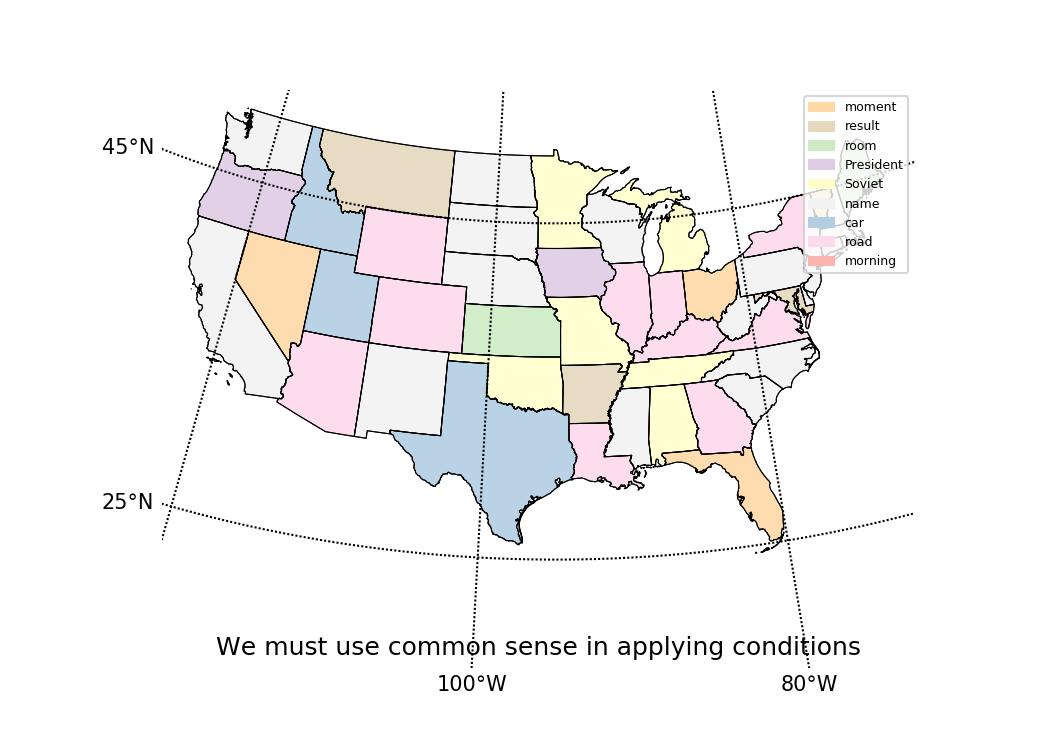 45°N
moment
result
room
President
Soviet
name
car
road
morning
25°N
We must use common sense in applying conditions
100°W
80°W